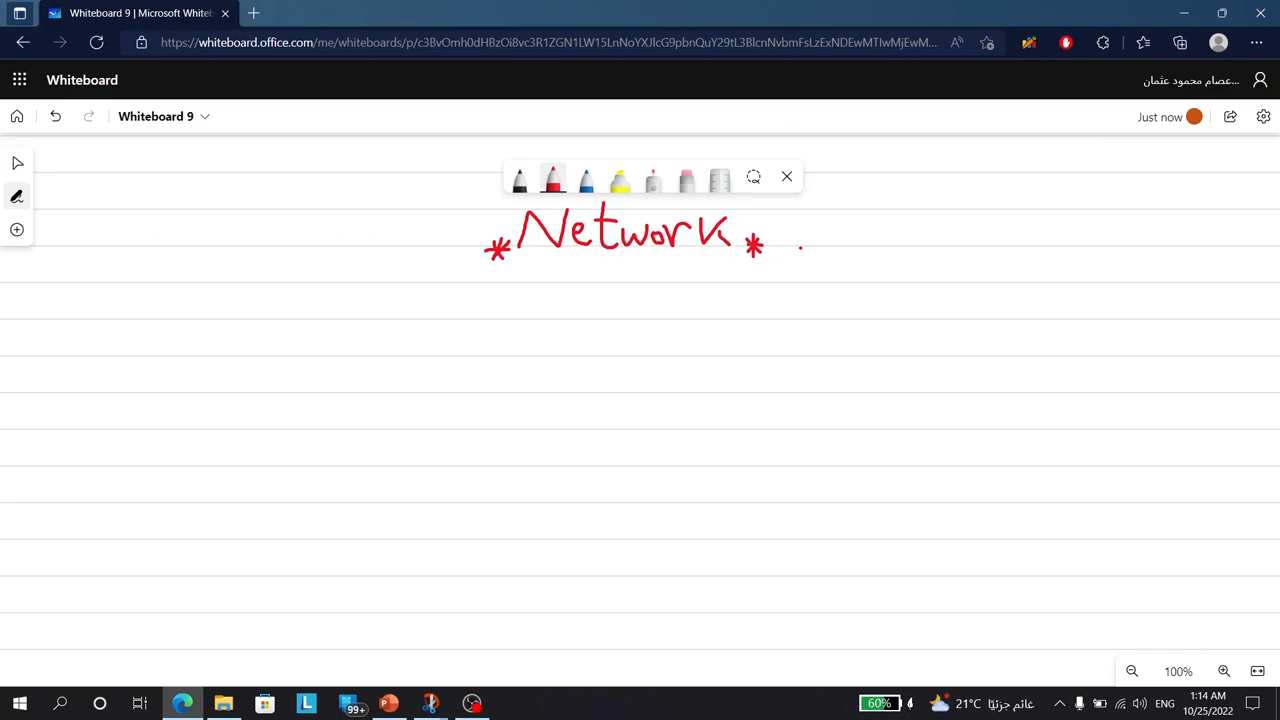 Whiteboard 9 | Microsoft Whiteb
https://whiteboard.office.com/me/whiteboards/p/c3BvOmh0dHBzOi8vc3R1ZGN1LW15LnNoYXJlcG9pbnQuY29tL3BlcnNvbmFsLzExNDEwMTIwMjEwM...
Whiteboard
عصام محمود عثمان...
Whiteboard 9
Just now
*Network*
100%
99+
60%
21°C غائم جزئيًا
ENG
1:14 AM
10/25/2022